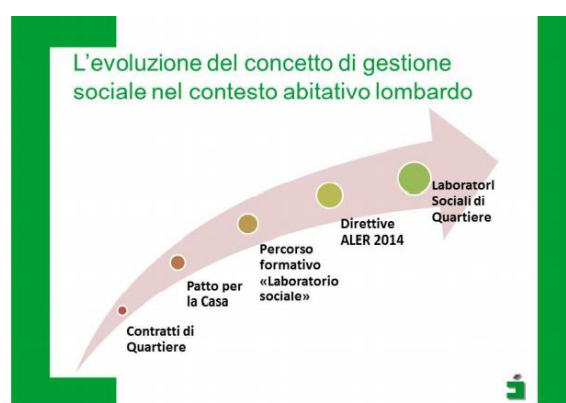 L'evoluzione del concetto di gestione
sociale nel contesto abitativo lombardo
Laboratorl
Sociali di
Quartiere
Direttive
ALER 2014
Percorso
formativo
«Laboratorio
sociale»
Patto per
la Casa
Contratti di
Quartiere